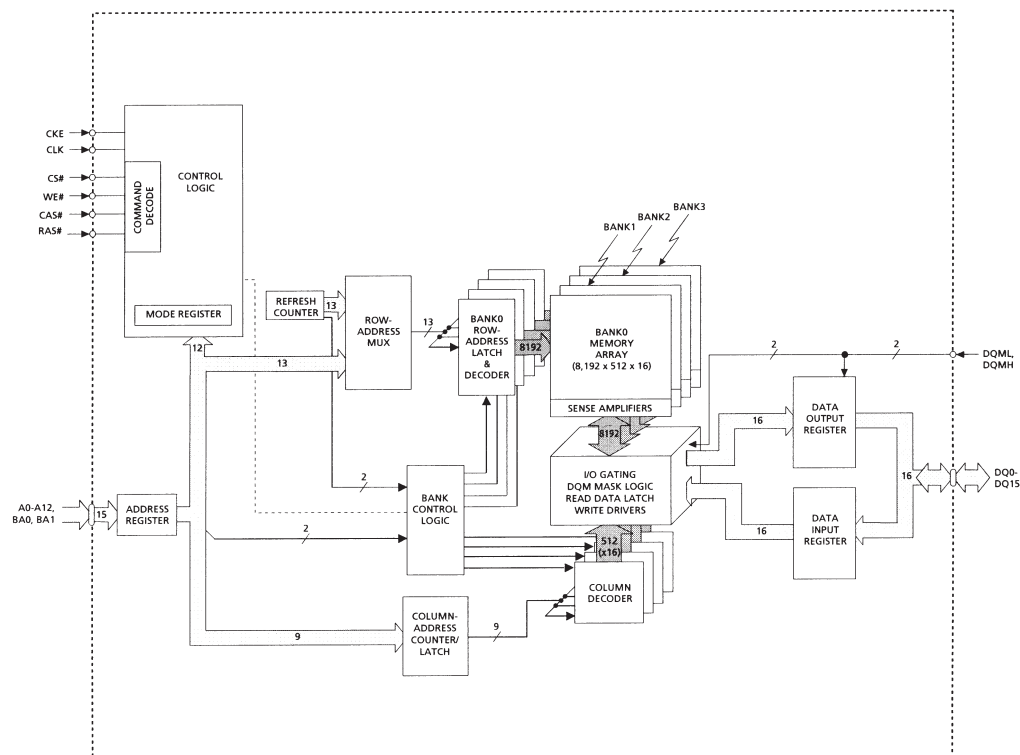 CKE
CLK
CS#
WE#
CAS#
RAS#
COMMAND
DECODE
CONTROL
LOGIC
MODE REGISTER
12
REFRESH
COUNTER
13
13
ROW-
ADDRESS
MUX
13
BANK0
ROW-
ADDRESS
LATCH
&
DECODER
8192
BANK1
BANK2
BANK3
BANK0
MEMORY
ARRAY
(8,192 x 512 x 16)
SENSE AMPLIFIERS
8192
I/O GATING
DQM MASK LOGIC
READ DATA LATCH
WRITE DRIVERS
512
(x16)
COLUMN
DECODER
2
2
DQML,
DQMH
16
DATA
OUTPUT
REGISTER
16
DQ0-
DQ15
16
DATA
INPUT
REGISTER
A0-A12,
BA0, BA1
15
ADDRESS
REGISTER
2
2
BANK
CONTROL
LOGIC
9
COLUMN-
ADDRESS
COUNTER/
LATCH
9